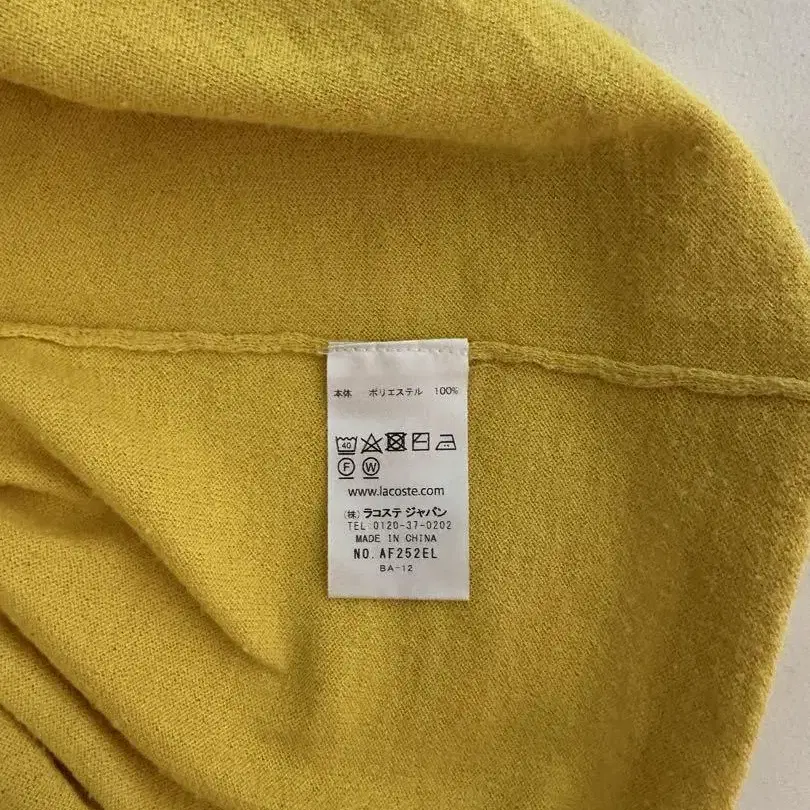 本体 ポリエステル 100%
40
F W
www.lacoste.com
(株) ラコステ ジャパン
TEL 0120-37-0202
MADE IN CHINA
NO. AF252EL
BA-12